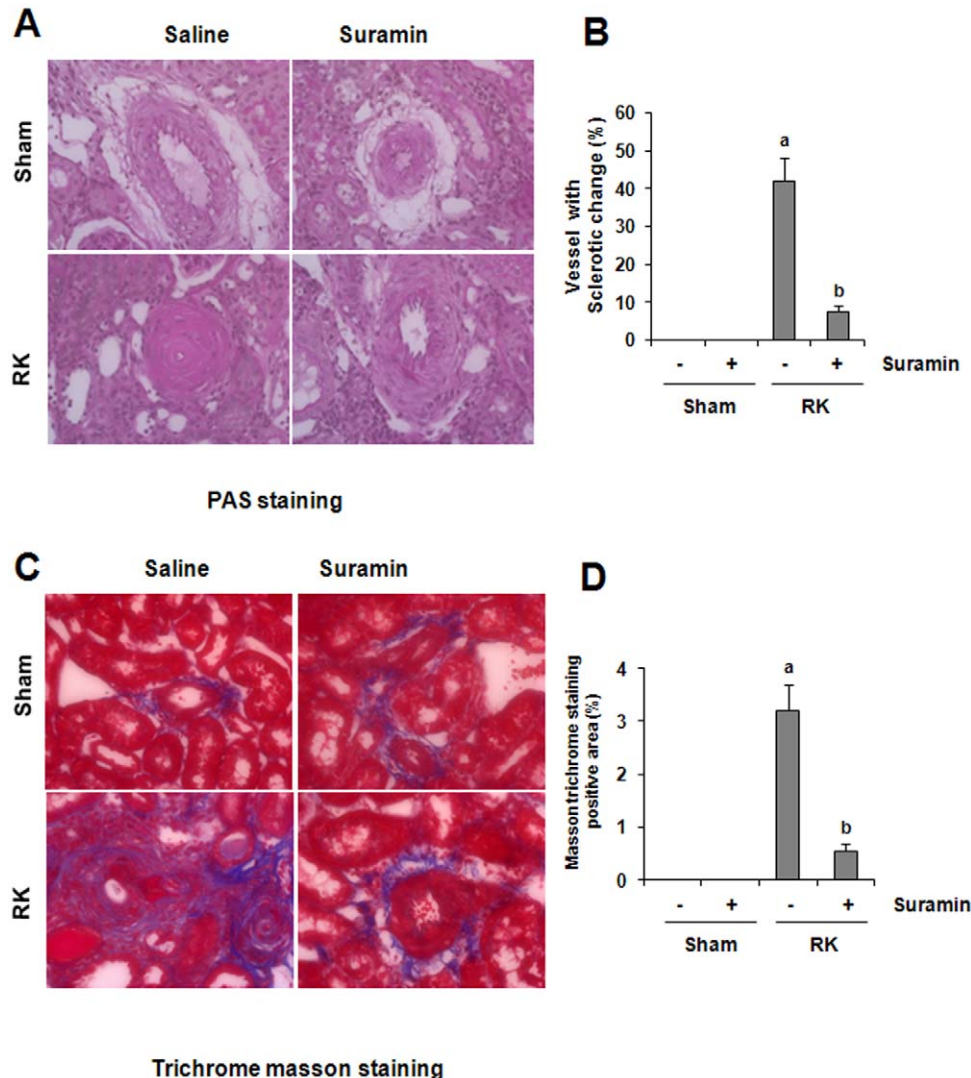 A
Saline Suramin
Sham
RK
PAS staining
B
Vessel with
Sclerotic change (%)
60
50
40
30
20
10
0
a
b
- + - + Suramin
Sham RK
C
Saline Suramin
Sham
RK
Trichrome masson staining
D
Masson trichrome staining
positive area (%)
4
3
2
1
0
a
b
- + - + Suramin
Sham RK